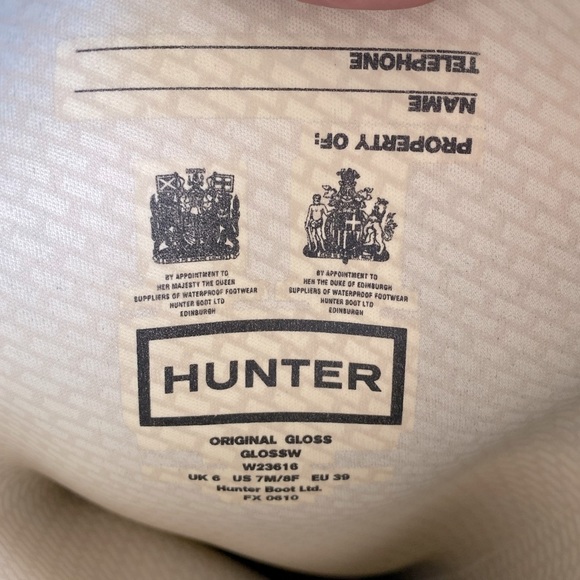 TELEPHONE
NAME
PROPERTY OF:
BY APPOINTMENT TO
HER MAJESTY THE QUEEN
SUPPLIERS OF WATERPROOF FOOTWEAR
HUNTER BOOT LTD
EDINBURGH
BY APPOINTMENT TO
HEN THE DUKE OF EDINBURGH
SUPPLIERS OF WATERPROOF FOOTWEAR
HUNTER BOOT LTD
EDINBURGH
HUNTER
ORIGINAL GLOSS
GLOSSW
W23616
UK 6 US 7M/8F EU 39
Hunter Boot Ltd.
FX 0610